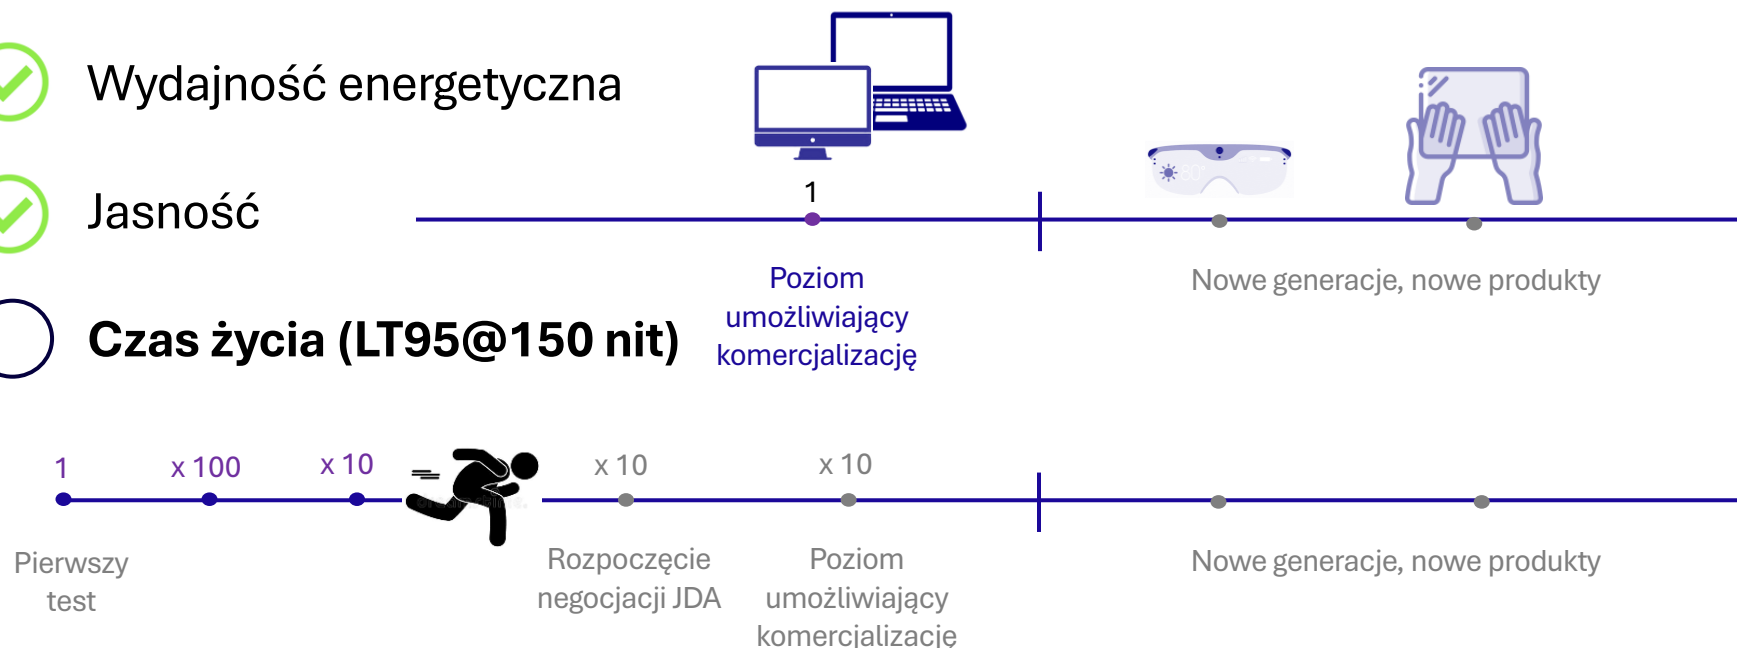 Wydajność energetyczna
Jasność
1
Poziom
umożliwiający
komercjalizację
Nowe generacje, nowe produkty
Czas życia (LT95@150 nit)
1
x 100
x 10
x 10
x 10
Pierwszy
test
Rozpoczęcie
negocjacji JDA
Poziom
umożliwiający
komercjalizację
Nowe generacje, nowe produkty